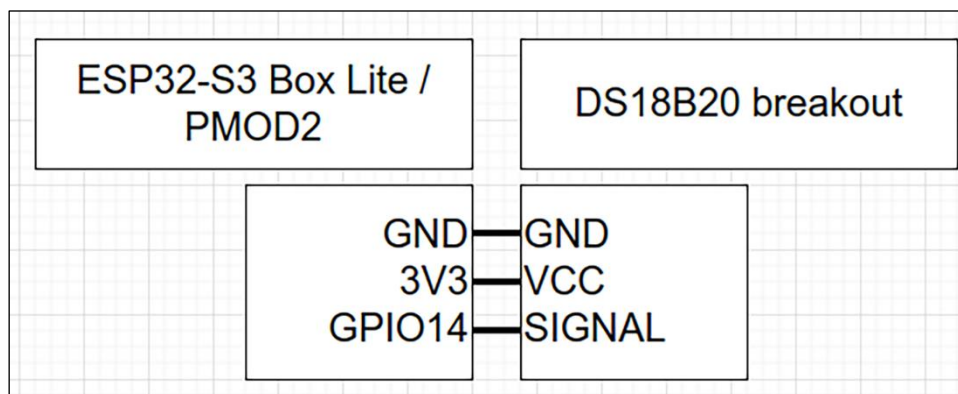 ESP32-S3 Box Lite /
PMOD2
DS18B20 breakout
GND GND
3V3 VCC
GPIO14 SIGNAL